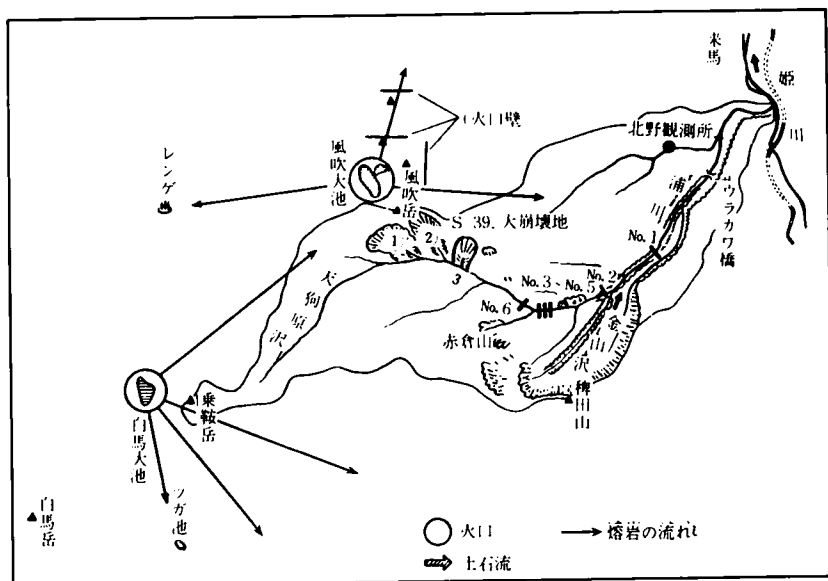 来馬
姫川
火口壁
北野観測所
風吹大池
風吹岳
レンゲ
S 39. 大崩壊地
浦川
ウラカワ橋
1
2
3
No. 1
No. 2
No. 3
No. 5
No. 6
天狗原沢
赤倉山
金山沢
稗田山
乗鞍岳
白馬大池
ツガ池
白馬岳
火口
熔岩の流れ
土石流